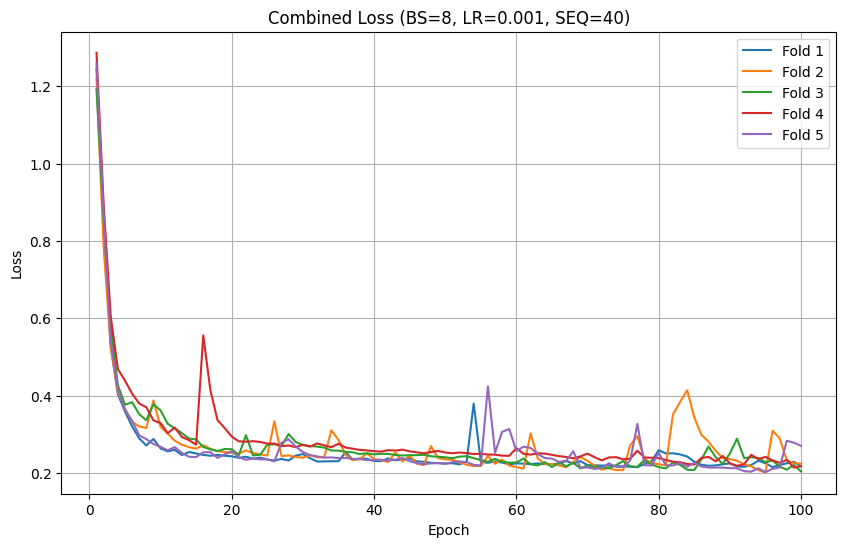 Combined Loss (BS=8, LR=0.001, SEQ=40)
Fold 1
Fold 2
Fold 3
Fold 4
Fold 5
Loss
1.2
1.0
0.8
0.6
0.4
0.2
0 20 40 60 80 100
Epoch